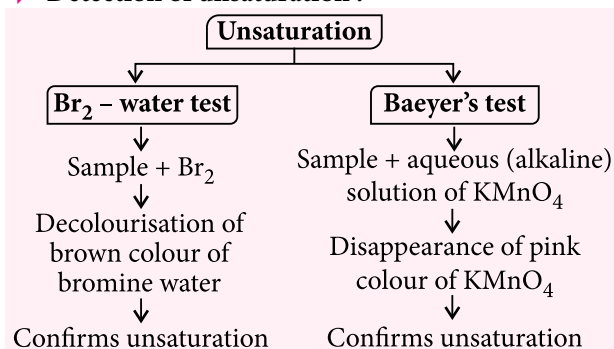 Detection of unsaturation :
Unsaturation
Br₂ – water test
Sample + Br₂
Decolourisation of
brown colour of
bromine water
Confirms unsaturation
Baeyer’s test
Sample + aqueous (alkaline)
solution of KMnO₄
Disappearance of pink
colour of KMnO₄
Confirms unsaturation